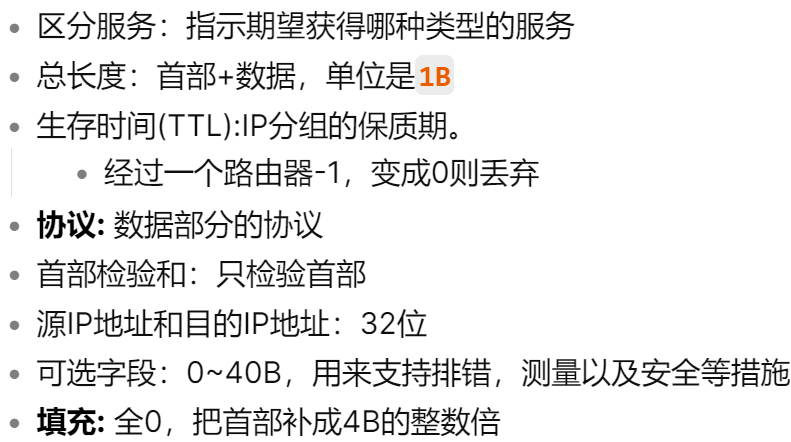 区分服务：指示期望获得哪种类型的服务
总长度：首部+数据，单位是1B
生存时间(TTL):IP分组的保质期。
经过一个路由器-1，变成0则丢弃
协议: 数据部分的协议
首部检验和：只检验首部
源IP地址和目的IP地址：32位
可选字段：0~40B，用来支持排错，测量以及安全等措施
填充: 全0，把首部补成4B的整数倍